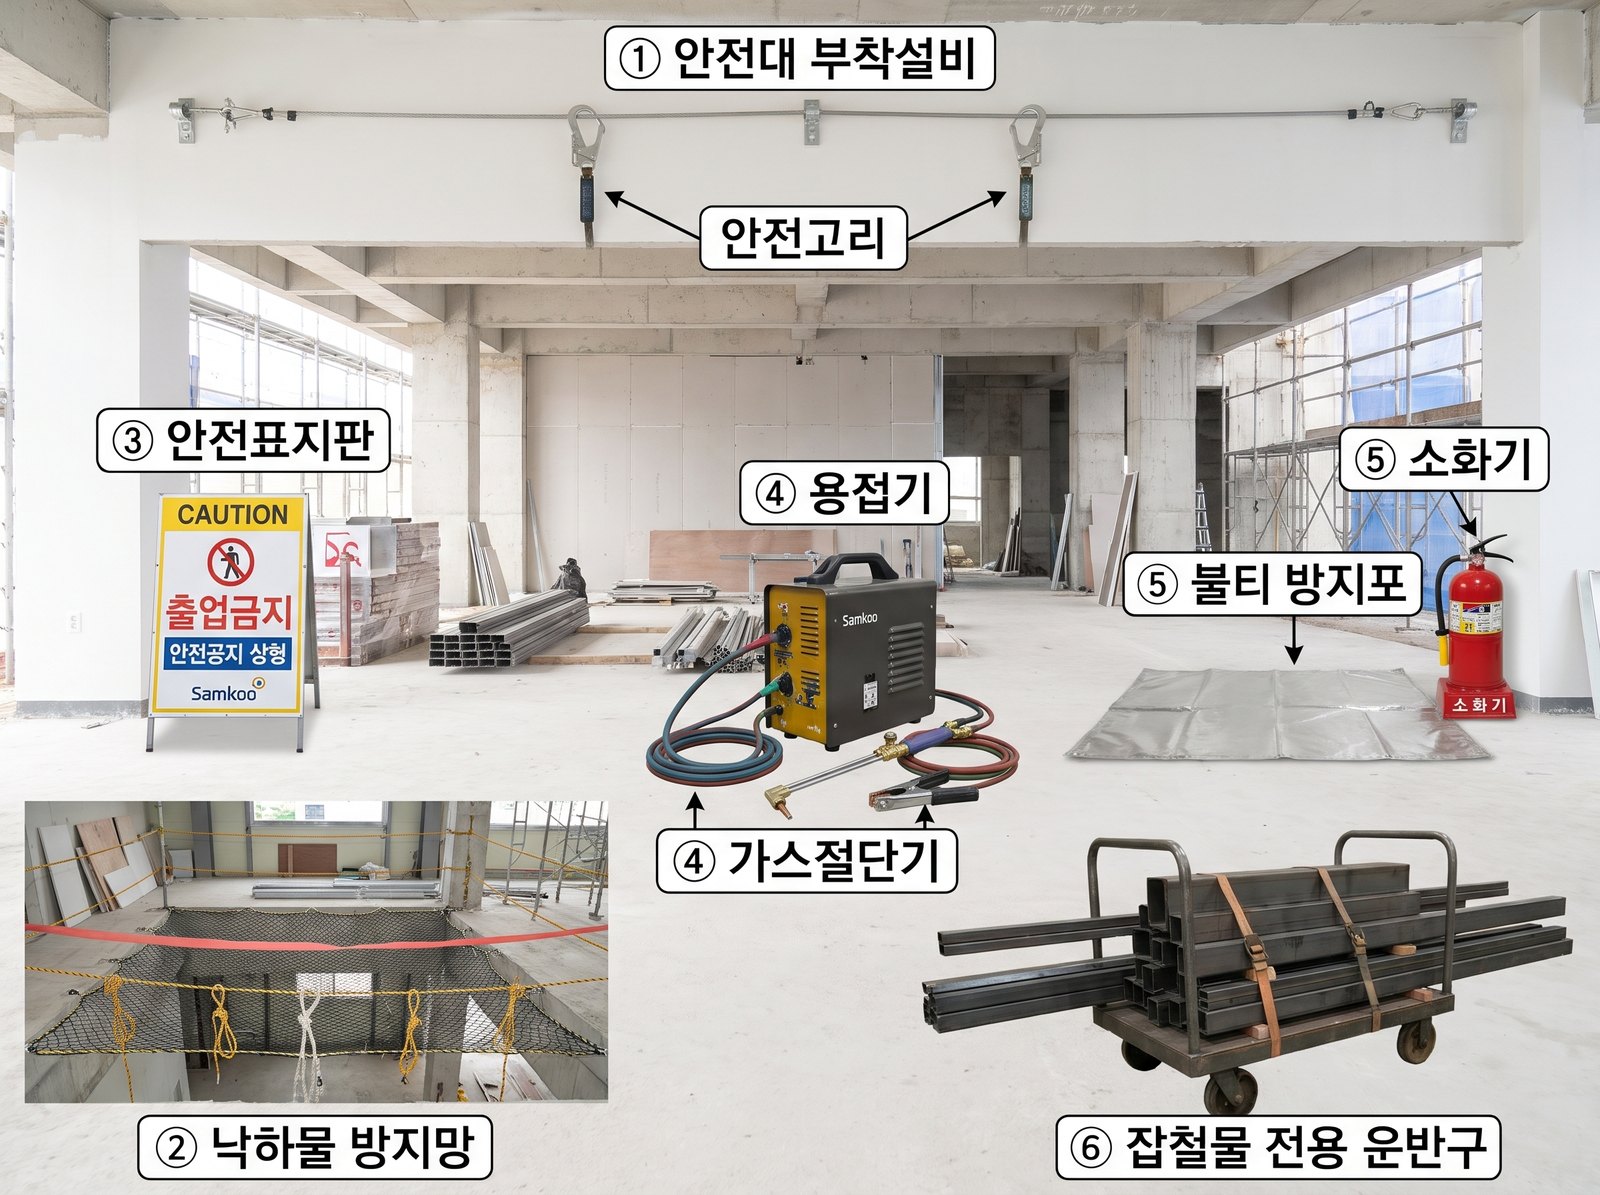 ① 안전대 부착설비
안전고리
③ 안전표지판
CAUTION
출업금지
안전공지 상형
Samkoo
④ 용접기
Samkoo
⑤ 소화기
⑤ 불티 방지포
소화기
④ 가스절단기
② 낙하물 방지망
⑥ 잡철물 전용 운반구